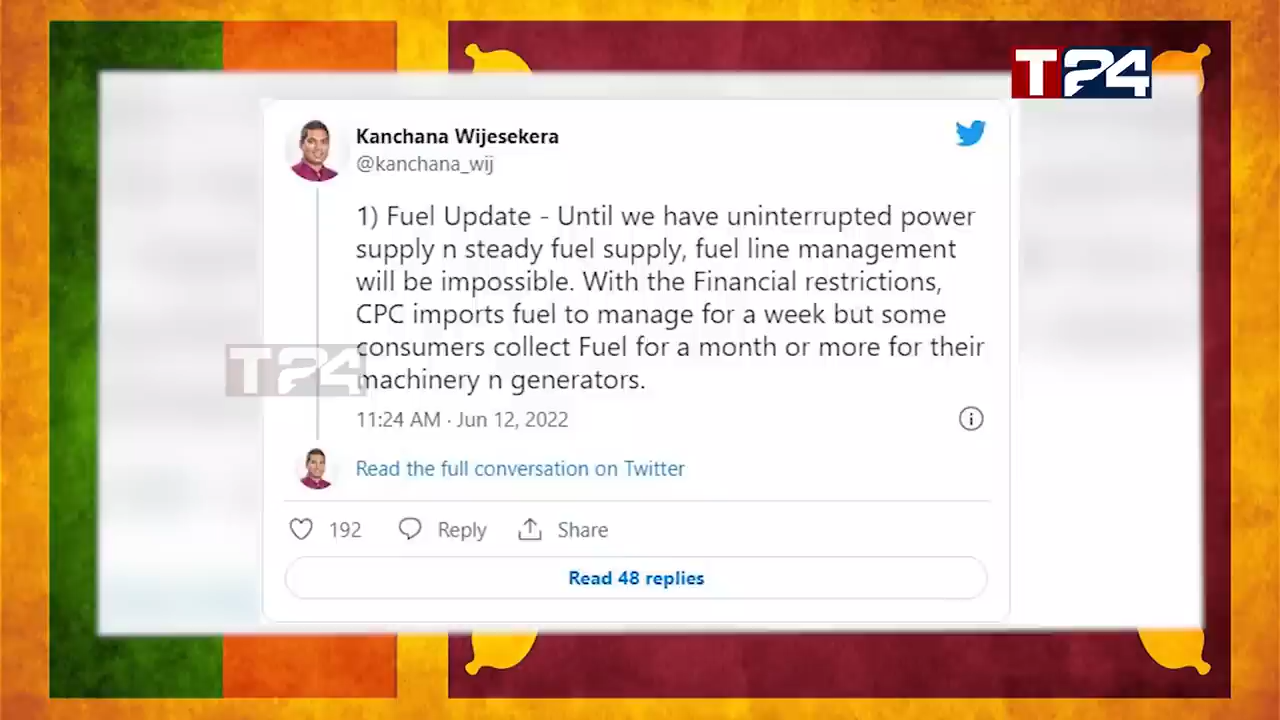 T24
Kanchana Wijesekera
@kanchana_wij
1) Fuel Update - Until we have uninterrupted power
supply n steady fuel supply, fuel line management
will be impossible. With the Financial restrictions,
CPC imports fuel to manage for a week but some
consumers collect Fuel for a month or more for their
T24
machinery n generators.
11:24 AM · Jun 12, 2022
Read the full conversation on Twitter
192 Reply Share
Read 48 replies